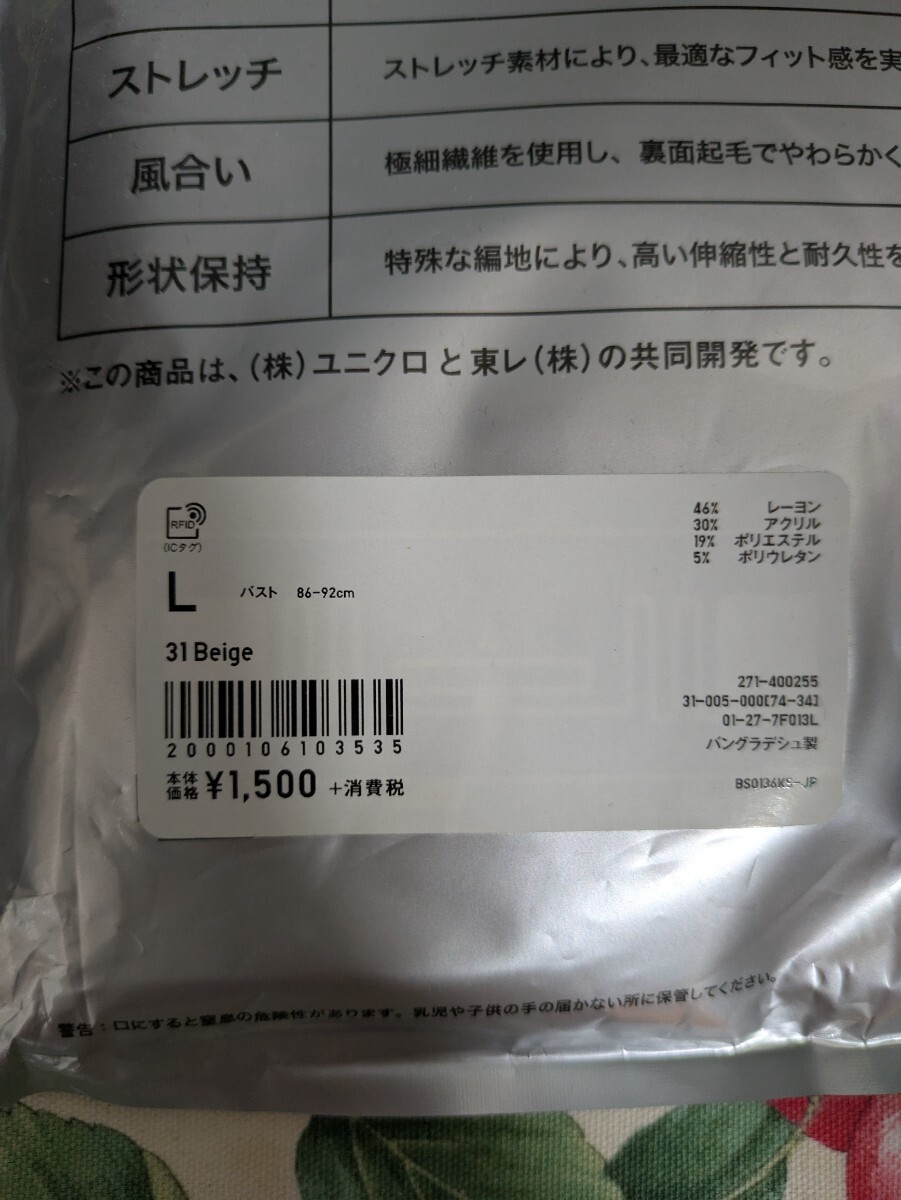 ストレッチ ストレッチ素材により、最適なフィット感を実
風合い 極細繊維を使用し、裏面起毛でやわらかく
形状保持 特殊な編地により、高い伸縮性と耐久性を
※この商品は、(株)ユニクロと東レ(株)の共同開発です。
RFID
(ICタグ)
46% レーヨン
30% アクリル
19% ポリエステル
5% ポリウレタン
L バスト 86-92cm
31 Beige
271-400255
31-005-000[74-34]
01-27-7F013L
バングラデシュ製
2000106103535
本体価格 ¥1,500 +消費税
BS0136KS-JP
警告：口にすると窒息の危険性があります。乳児や子供の手の届かない所に保管してください。